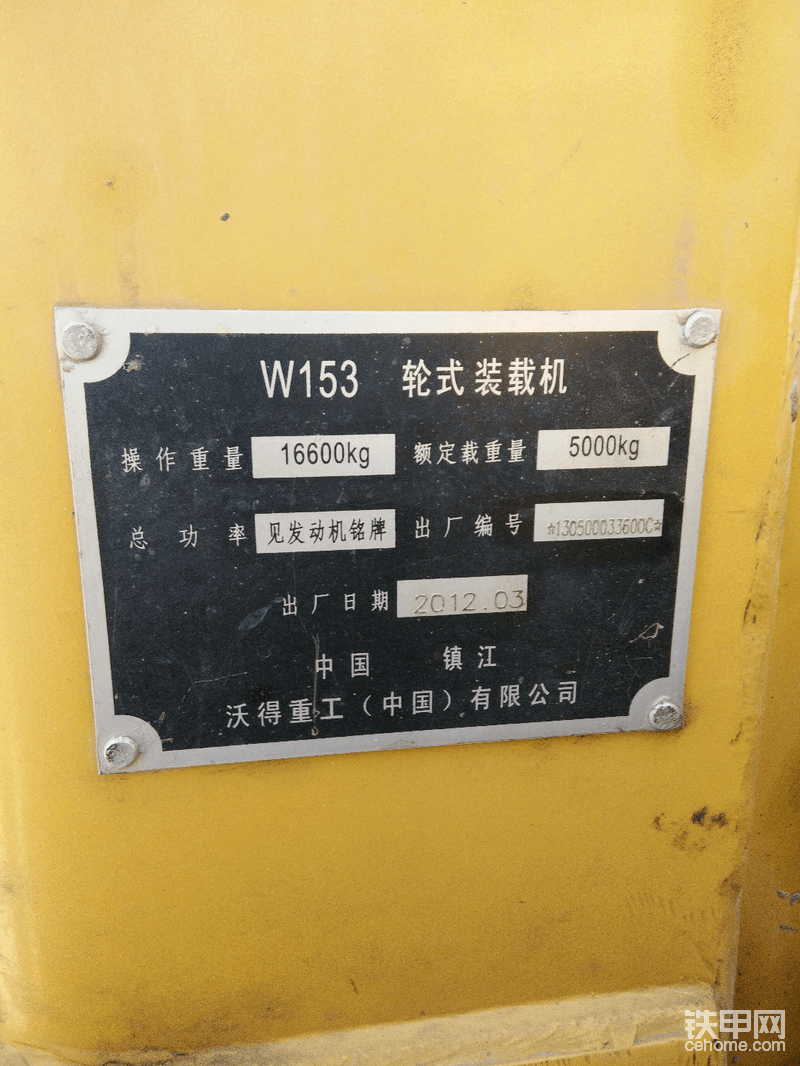 W153 轮式装载机
操作重量 16600kg 额定载重量 5000kg
总功率 见发动机铭牌 出厂编号 ☆13050003360DC☆
出厂日期 2012.03
中国 镇江
沃得重工(中国)有限公司
铁甲网
cehome.com